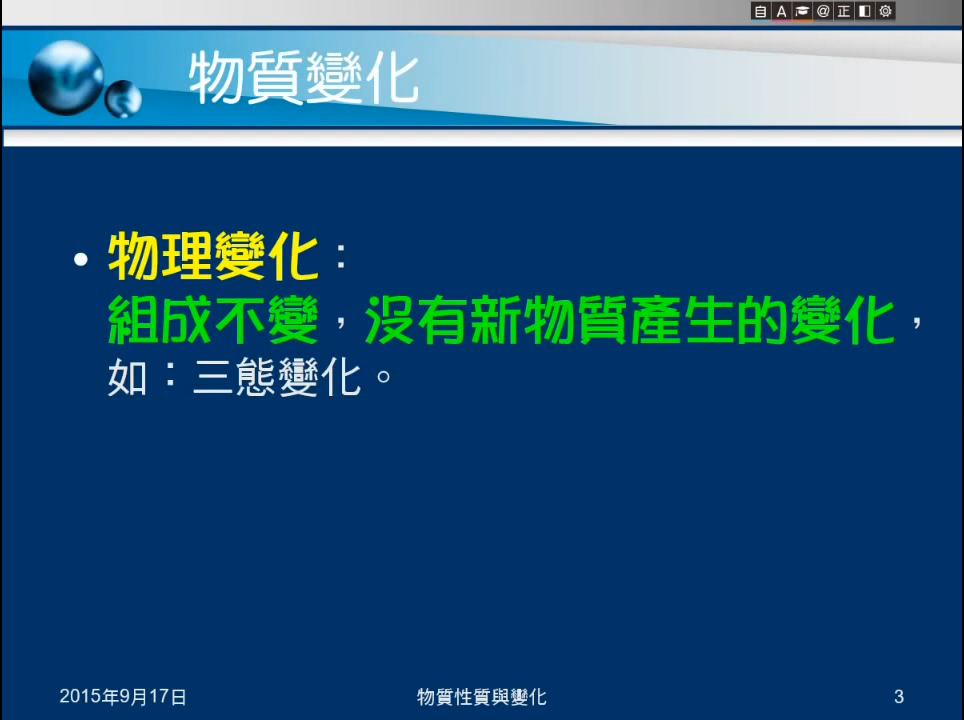 自 A @ 正
物質變化
• 物理變化：
組成不變，沒有新物質產生的變化，
如：三態變化。
2015年9月17日 物質性質與變化 3